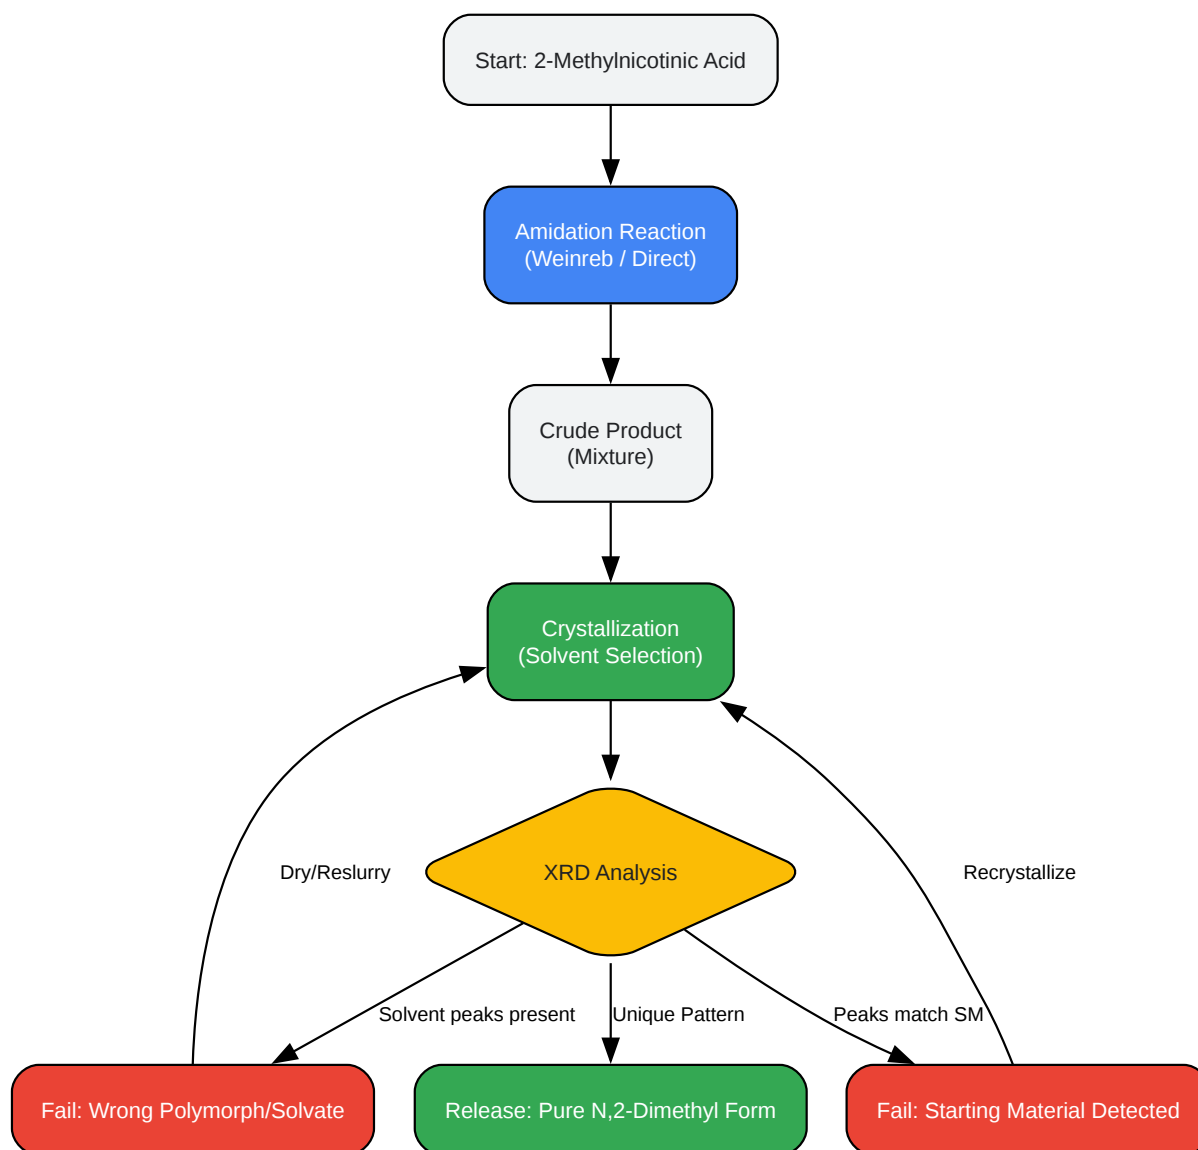 Start: 2-Methylnicotinic Acid
Amidation Reaction
(Weinreb / Direct)
Crude Product
(Mixture)
Crystallization
(Solvent Selection)
Dry/Reslurry
XRD Analysis
Recrystallize
Solvent peaks present
Unique Pattern
Peaks match SM
Fail: Wrong Polymorph/Solvate
Release: Pure N,2-Dimethyl Form
Fail: Starting Material Detected